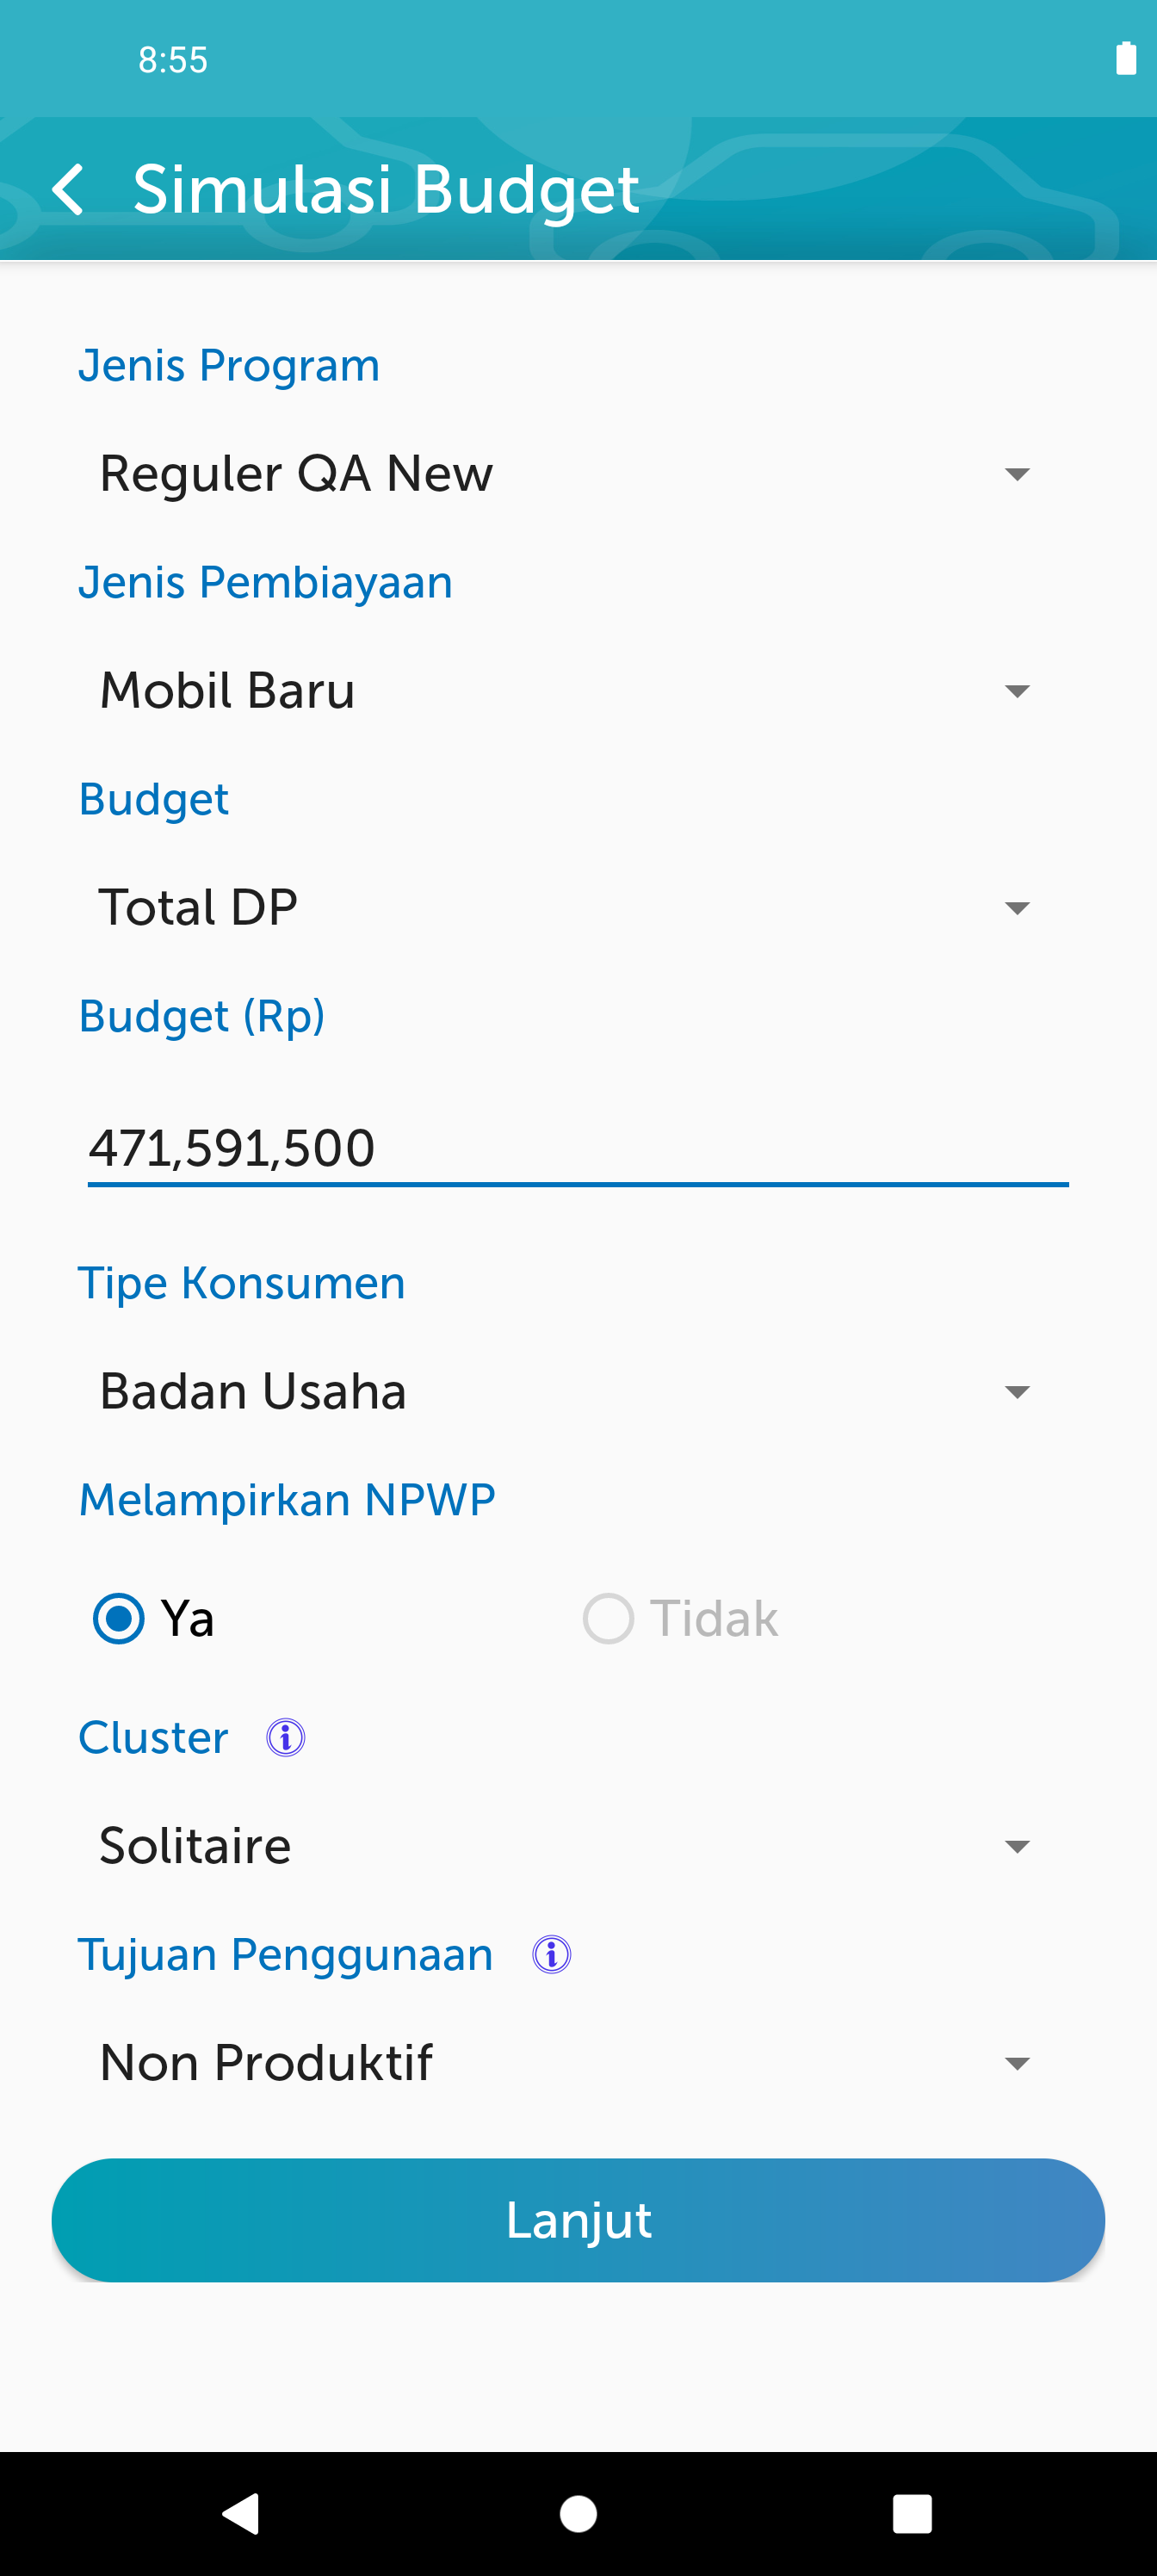 8:55
Simulasi Budget
Jenis Program
Reguler QA New
Jenis Pembiayaan
Mobil Baru
Budget
Total DP
Budget (Rp)
471,591,500
Tipe Konsumen
Badan Usaha
Melampirkan NPWP
Ya Tidak
Cluster
Solitaire
Tujuan Penggunaan
Non Produktif
Lanjut